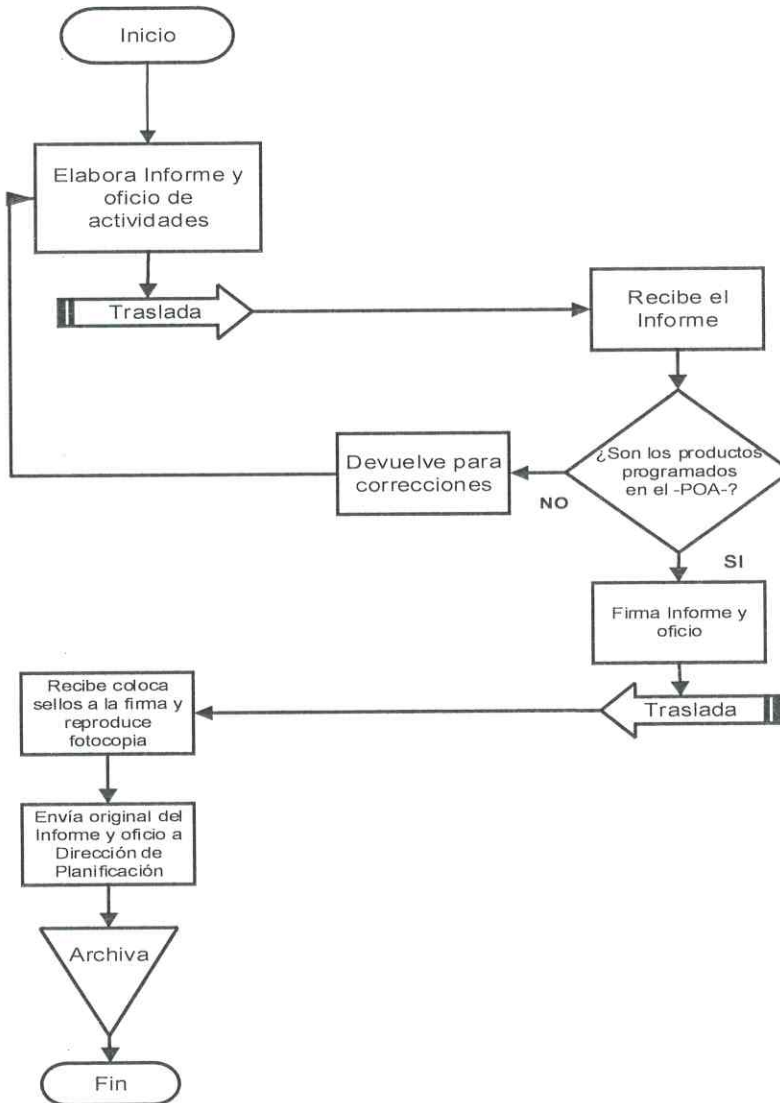 Inicio
Elabora Informe y
oficio de
actividades
Traslada
Recibe el
Informe
¿Son los productos
programados
en el -POA-?
NO
Devuelve para
correcciones
SI
Firma Informe y
oficio
Traslada
Recibe coloca
sellos a la firma y
reproduce
fotocopia
Envía original del
Informe y oficio a
Dirección de
Planificación
Archiva
Fin